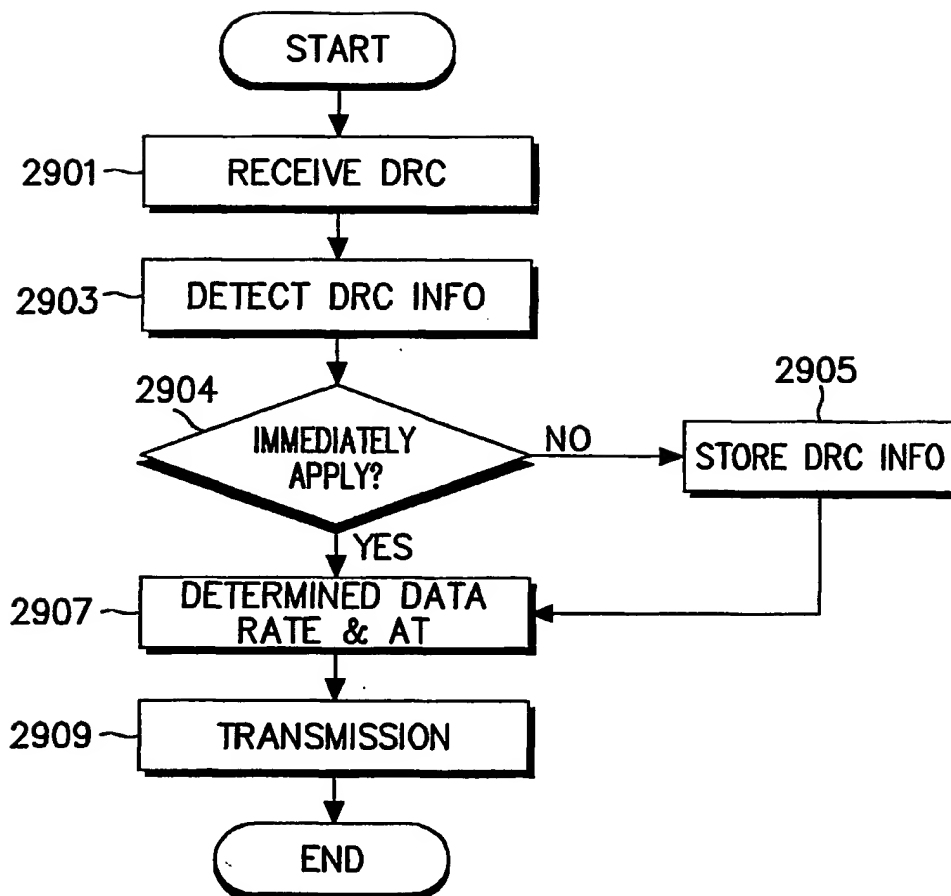 START
2901
RECEIVE DRC
2903
DETECT DRC INFO
2904
IMMEDIATELY
APPLY?
NO
2905
STORE DRC INFO
YES
2907
DETERMINED DATA
RATE & AT
2909
TRANSMISSION
END